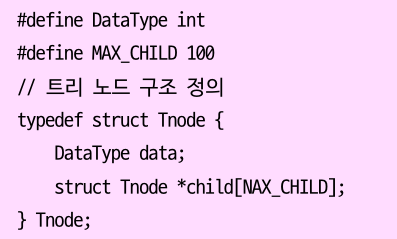 #define DataType int
#define MAX_CHILD 100
// 트리 노드 구조 정의
typedef struct Tnode {
    DataType data;
    struct Tnode *child[NAX_CHILD];
} Tnode;